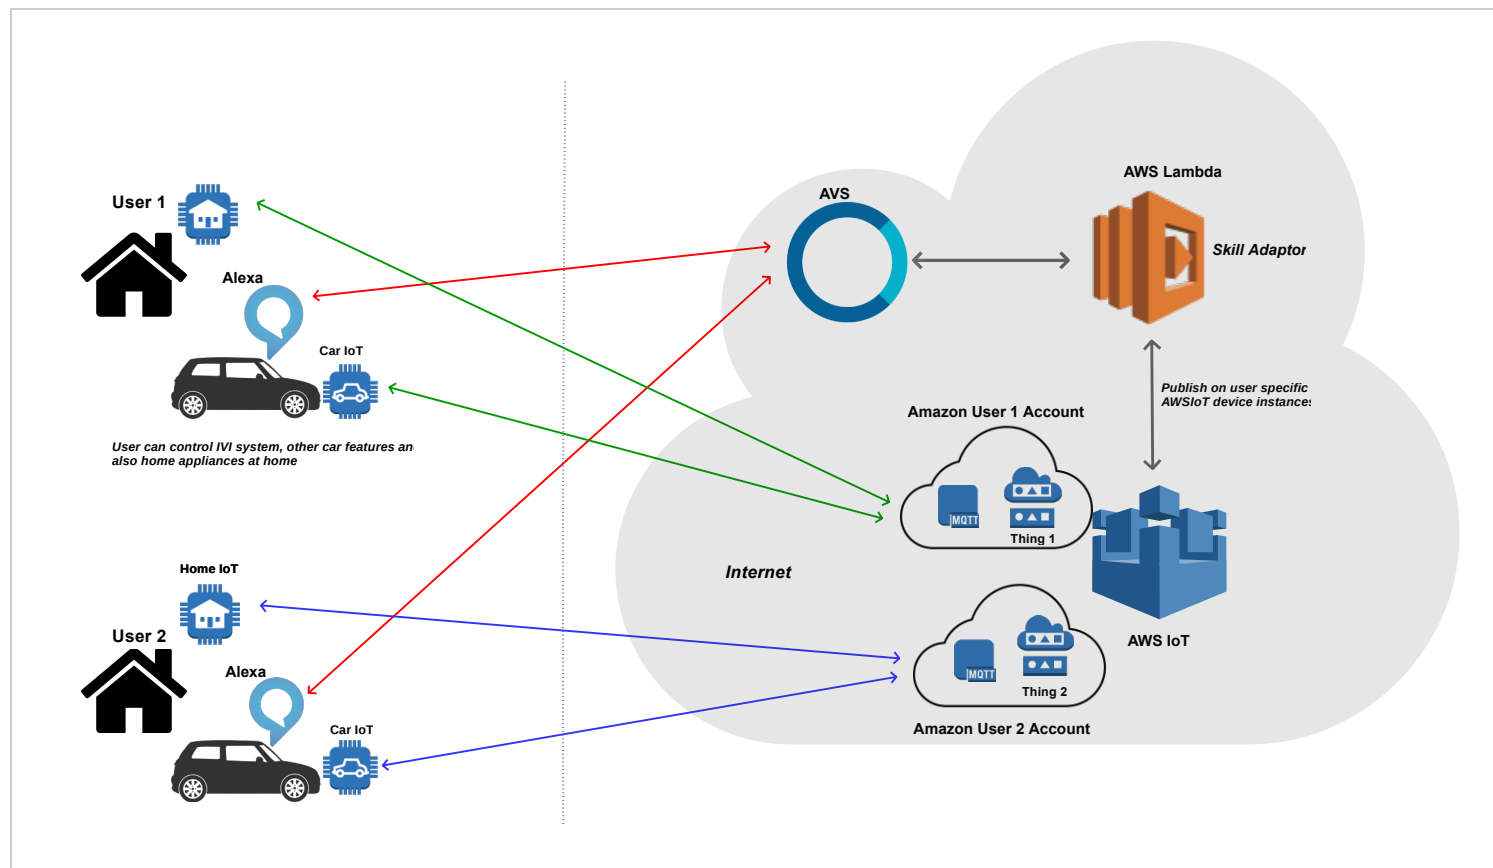 AWS Lambda
AVS
User 1
Skill Adaptor
Alexa
Car IoT
Publish on user specific
AWSIoT device instances
Amazon User 1 Account
User can control IVI system, other car features an
also home appliances at home
MQTT
Thing 1
Internet
Home IoT
User 2
AWS IoT
Alexa
MQTT
Thing 2
Car IoT
Amazon User 2 Account